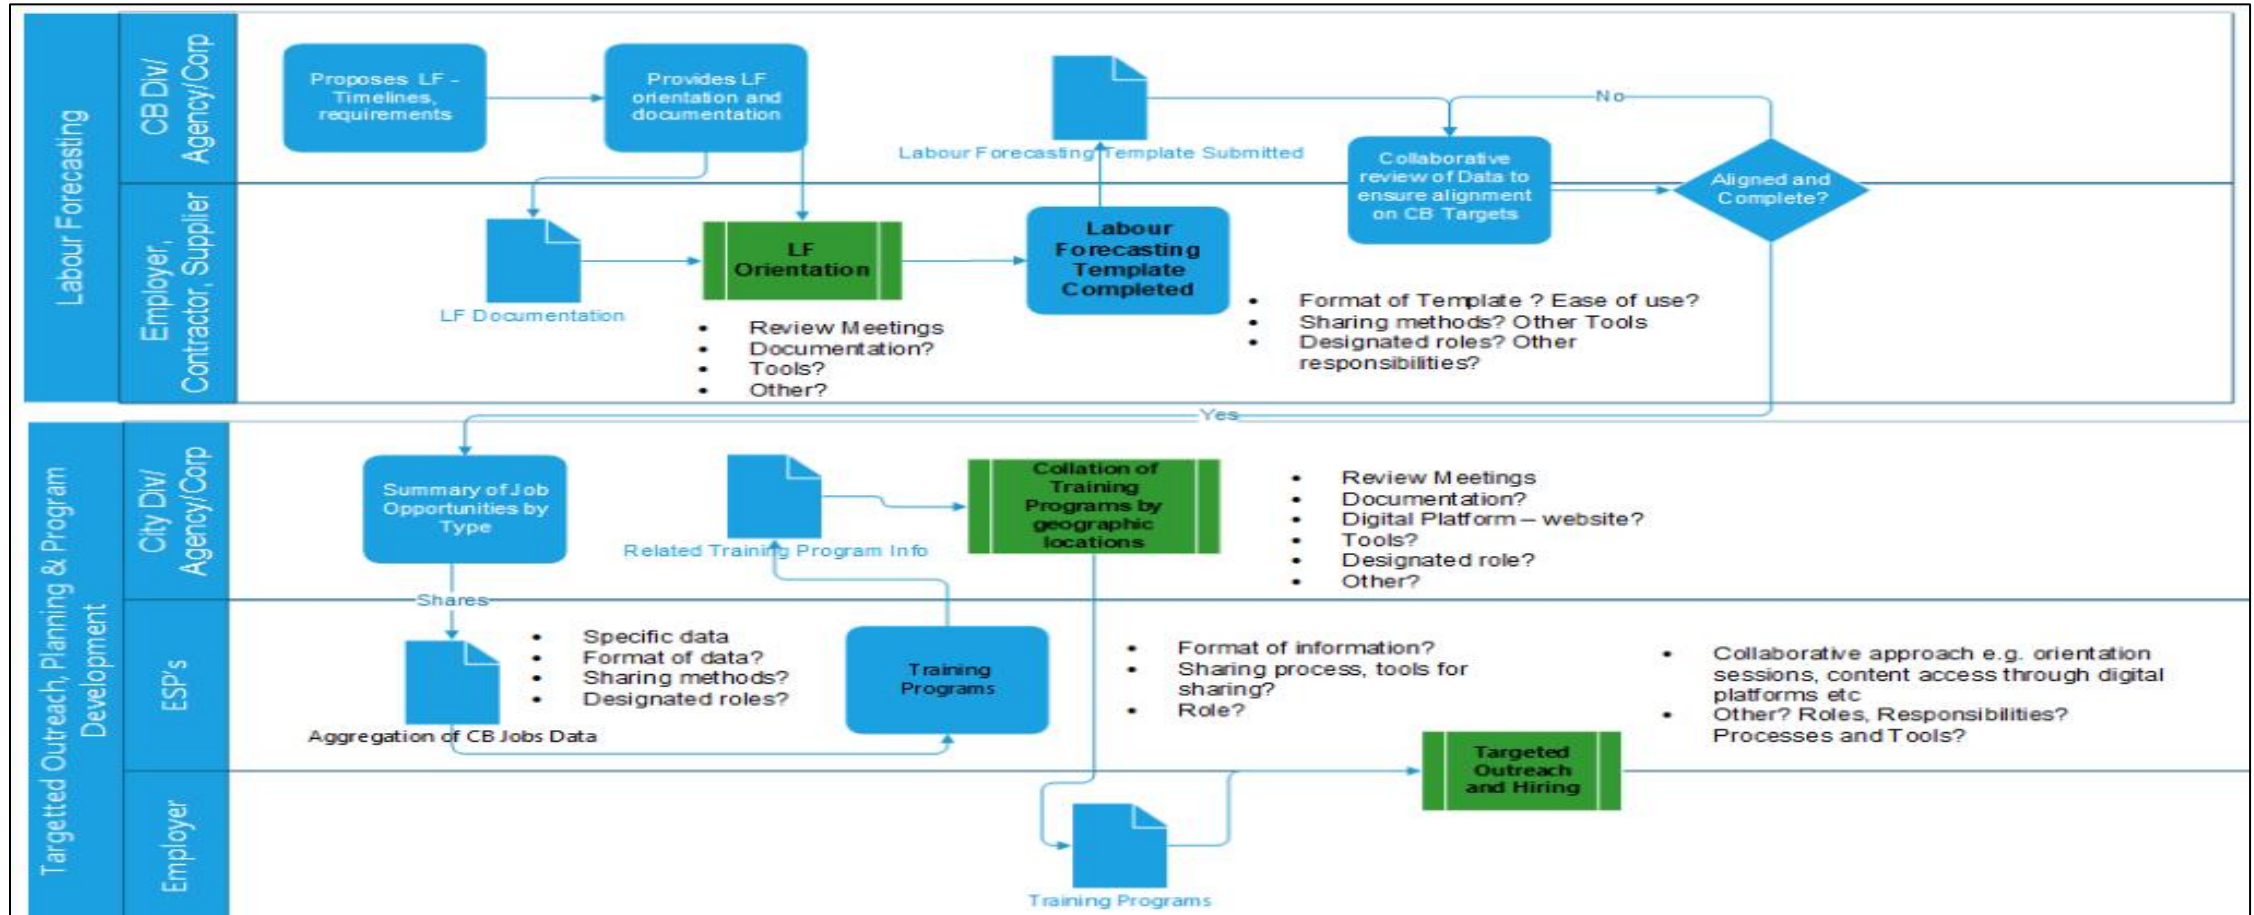 Labour Forecasting
CB Div/
Agency/Corp
Proposes LF -
Timelines,
requirements
Provides LF
orientation and
documentation
Labour Forecasting Template Submitted
No
Collaborative
review of Data to
ensure alignment
on CB Targets
Aligned and
Complete?
Employer,
Contractor, Supplier
LF Documentation
LF
Orientation
• Review Meetings
• Documentation?
• Tools?
• Other?
Labour
Forecasting
Template
Completed
• Format of Template ? Ease of use?
• Sharing methods? Other Tools
• Designated roles? Other
responsibilities?
Yes
Targetted Outreach, Planning & Program
Development
City Div/
Agency/Corp
Summary of Job
Opportunities by
Type
Related Training Program Info
Collation of
Training
Programs by
geographic
locations
• Review Meetings
• Documentation?
• Digital Platform – website?
• Tools?
• Designated role?
• Other?
Shares
ESP's
Aggregation of CB Jobs Data
• Specific data
• Format of data?
• Sharing methods?
• Designated roles?
Training
Programs
• Format of information?
• Sharing process, tools for
sharing?
• Role?
• Collaborative approach e.g. orientation
sessions, content access through digital
platforms etc
• Other? Roles, Responsibilities?
Processes and Tools?
Employer
Training Programs
Targeted
Outreach
and Hiring